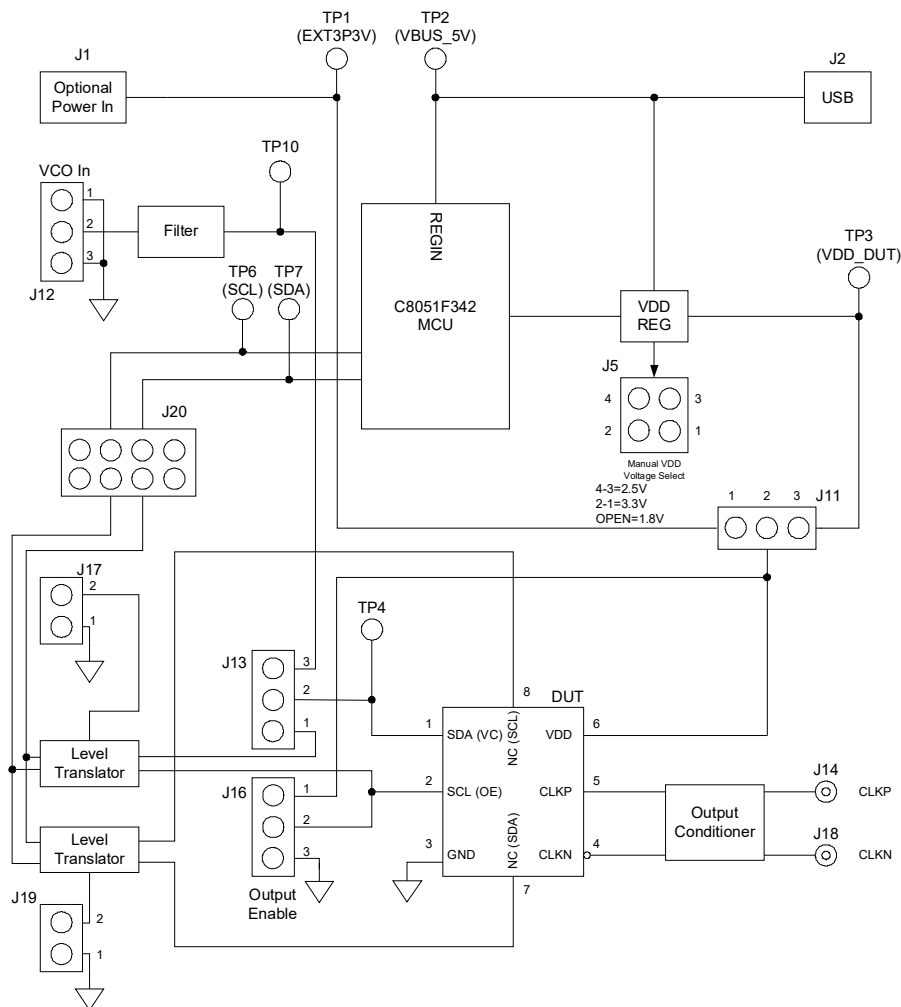 TP1
(EXT3P3V)
TP2
(VBUS_5V)
J1
Optional
Power In
J2
USB
TP10
VCO In
1
2
3
J12
Filter
TP6
(SCL)
TP7
(SDA)
REGIN
C8051F342
MCU
VDD
REG
TP3
(VDD_DUT)
J5
4
3
2
1
Manual VDD
Voltage Select
4-3=2.5V
2-1=3.3V
OPEN=1.8V
J20
1
2
3
J11
J17
2
1
TP4
J13
3
2
1
8
DUT
1
SDA (VC)
NC (SCL)
VDD
6
Level
Translator
J16
1
2
3
Output
Enable
2
SCL (OE)
CLKP
5
Output
Conditioner
J14
CLKP
Level
Translator
3
GND
NC (SDA)
CLKN
4
J18
CLKN
7
J19
2
1